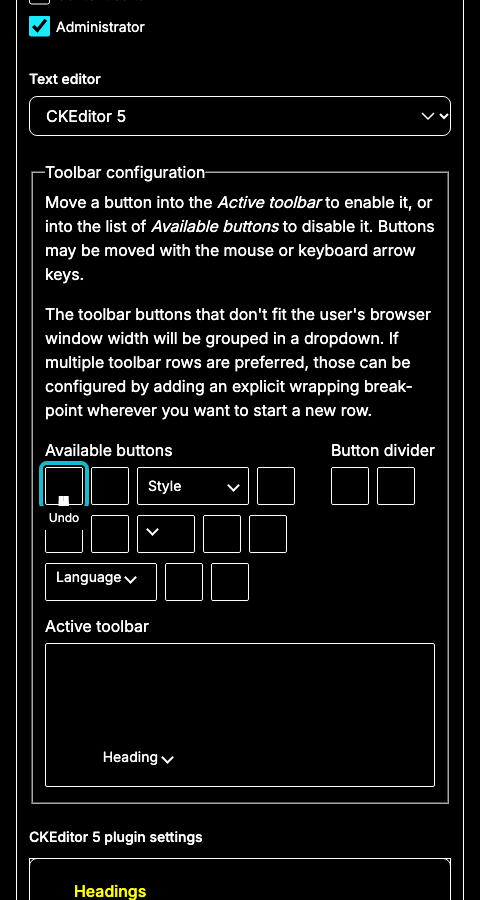 Administrator
Text editor
CKEditor 5
Toolbar configuration
Move a button into the Active toolbar to enable it, or
into the list of Available buttons to disable it. Buttons
may be moved with the mouse or keyboard arrow
keys.
The toolbar buttons that don't fit the user's browser
window width will be grouped in a dropdown. If
multiple toolbar rows are preferred, those can be
configured by adding an explicit wrapping break-
point wherever you want to start a new row.
Available buttons
Button divider
Style
Undo
Language
Active toolbar
Heading
CKEditor 5 plugin settings
Headings